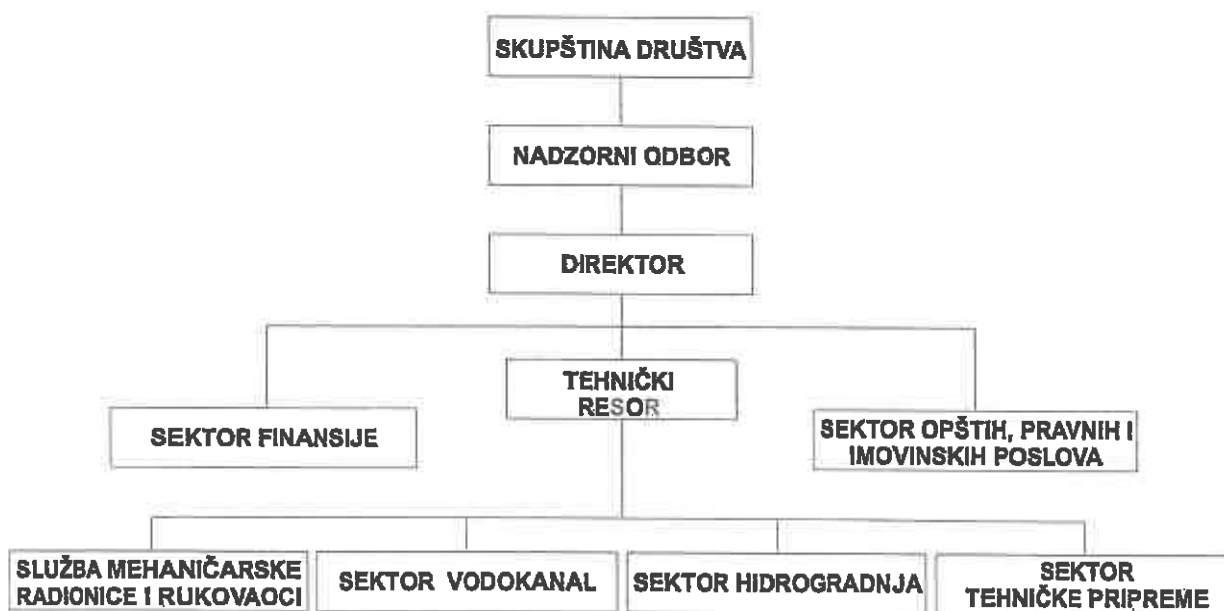 SKUPŠTINA DRUŠTVA
NADZORNI ODBOR
DIREKTOR
TEHNIČKI
RESOR
SEKTOR FINANSIJE
SEKTOR OPŠTIH, PRAVNIH I
IMOVINSKIH POSLOVA
SLUŽBA MEHANIČARSKE
RADIONICE I RUKOVAOCI
SEKTOR VODOKANAL
SEKTOR HIDROGRADNJA
SEKTOR
TEHNIČKE PRIPREME